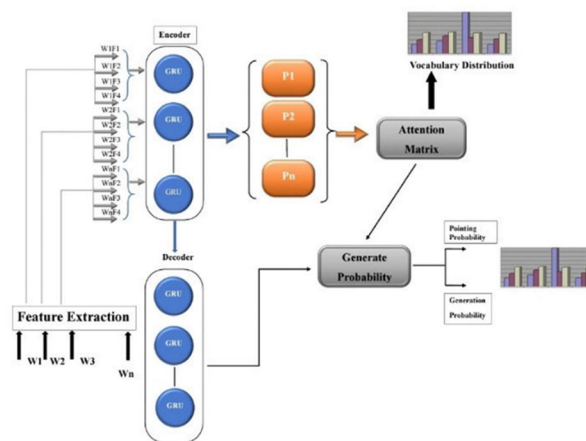 Encoder
W1F1
W1F2
W1F3
W1F4
GRU
W2F1
W2F2
W2F3
W2F4
GRU
WnF1
WnF2
WnF3
WnF4
GRU
P1
P2
Pn
Vocabulary Distribution
Attention
Matrix
Decoder
GRU
GRU
GRU
Generate
Probability
Pointing
Probability
Generation
Probability
Feature Extraction
W1 W2 W3 Wn